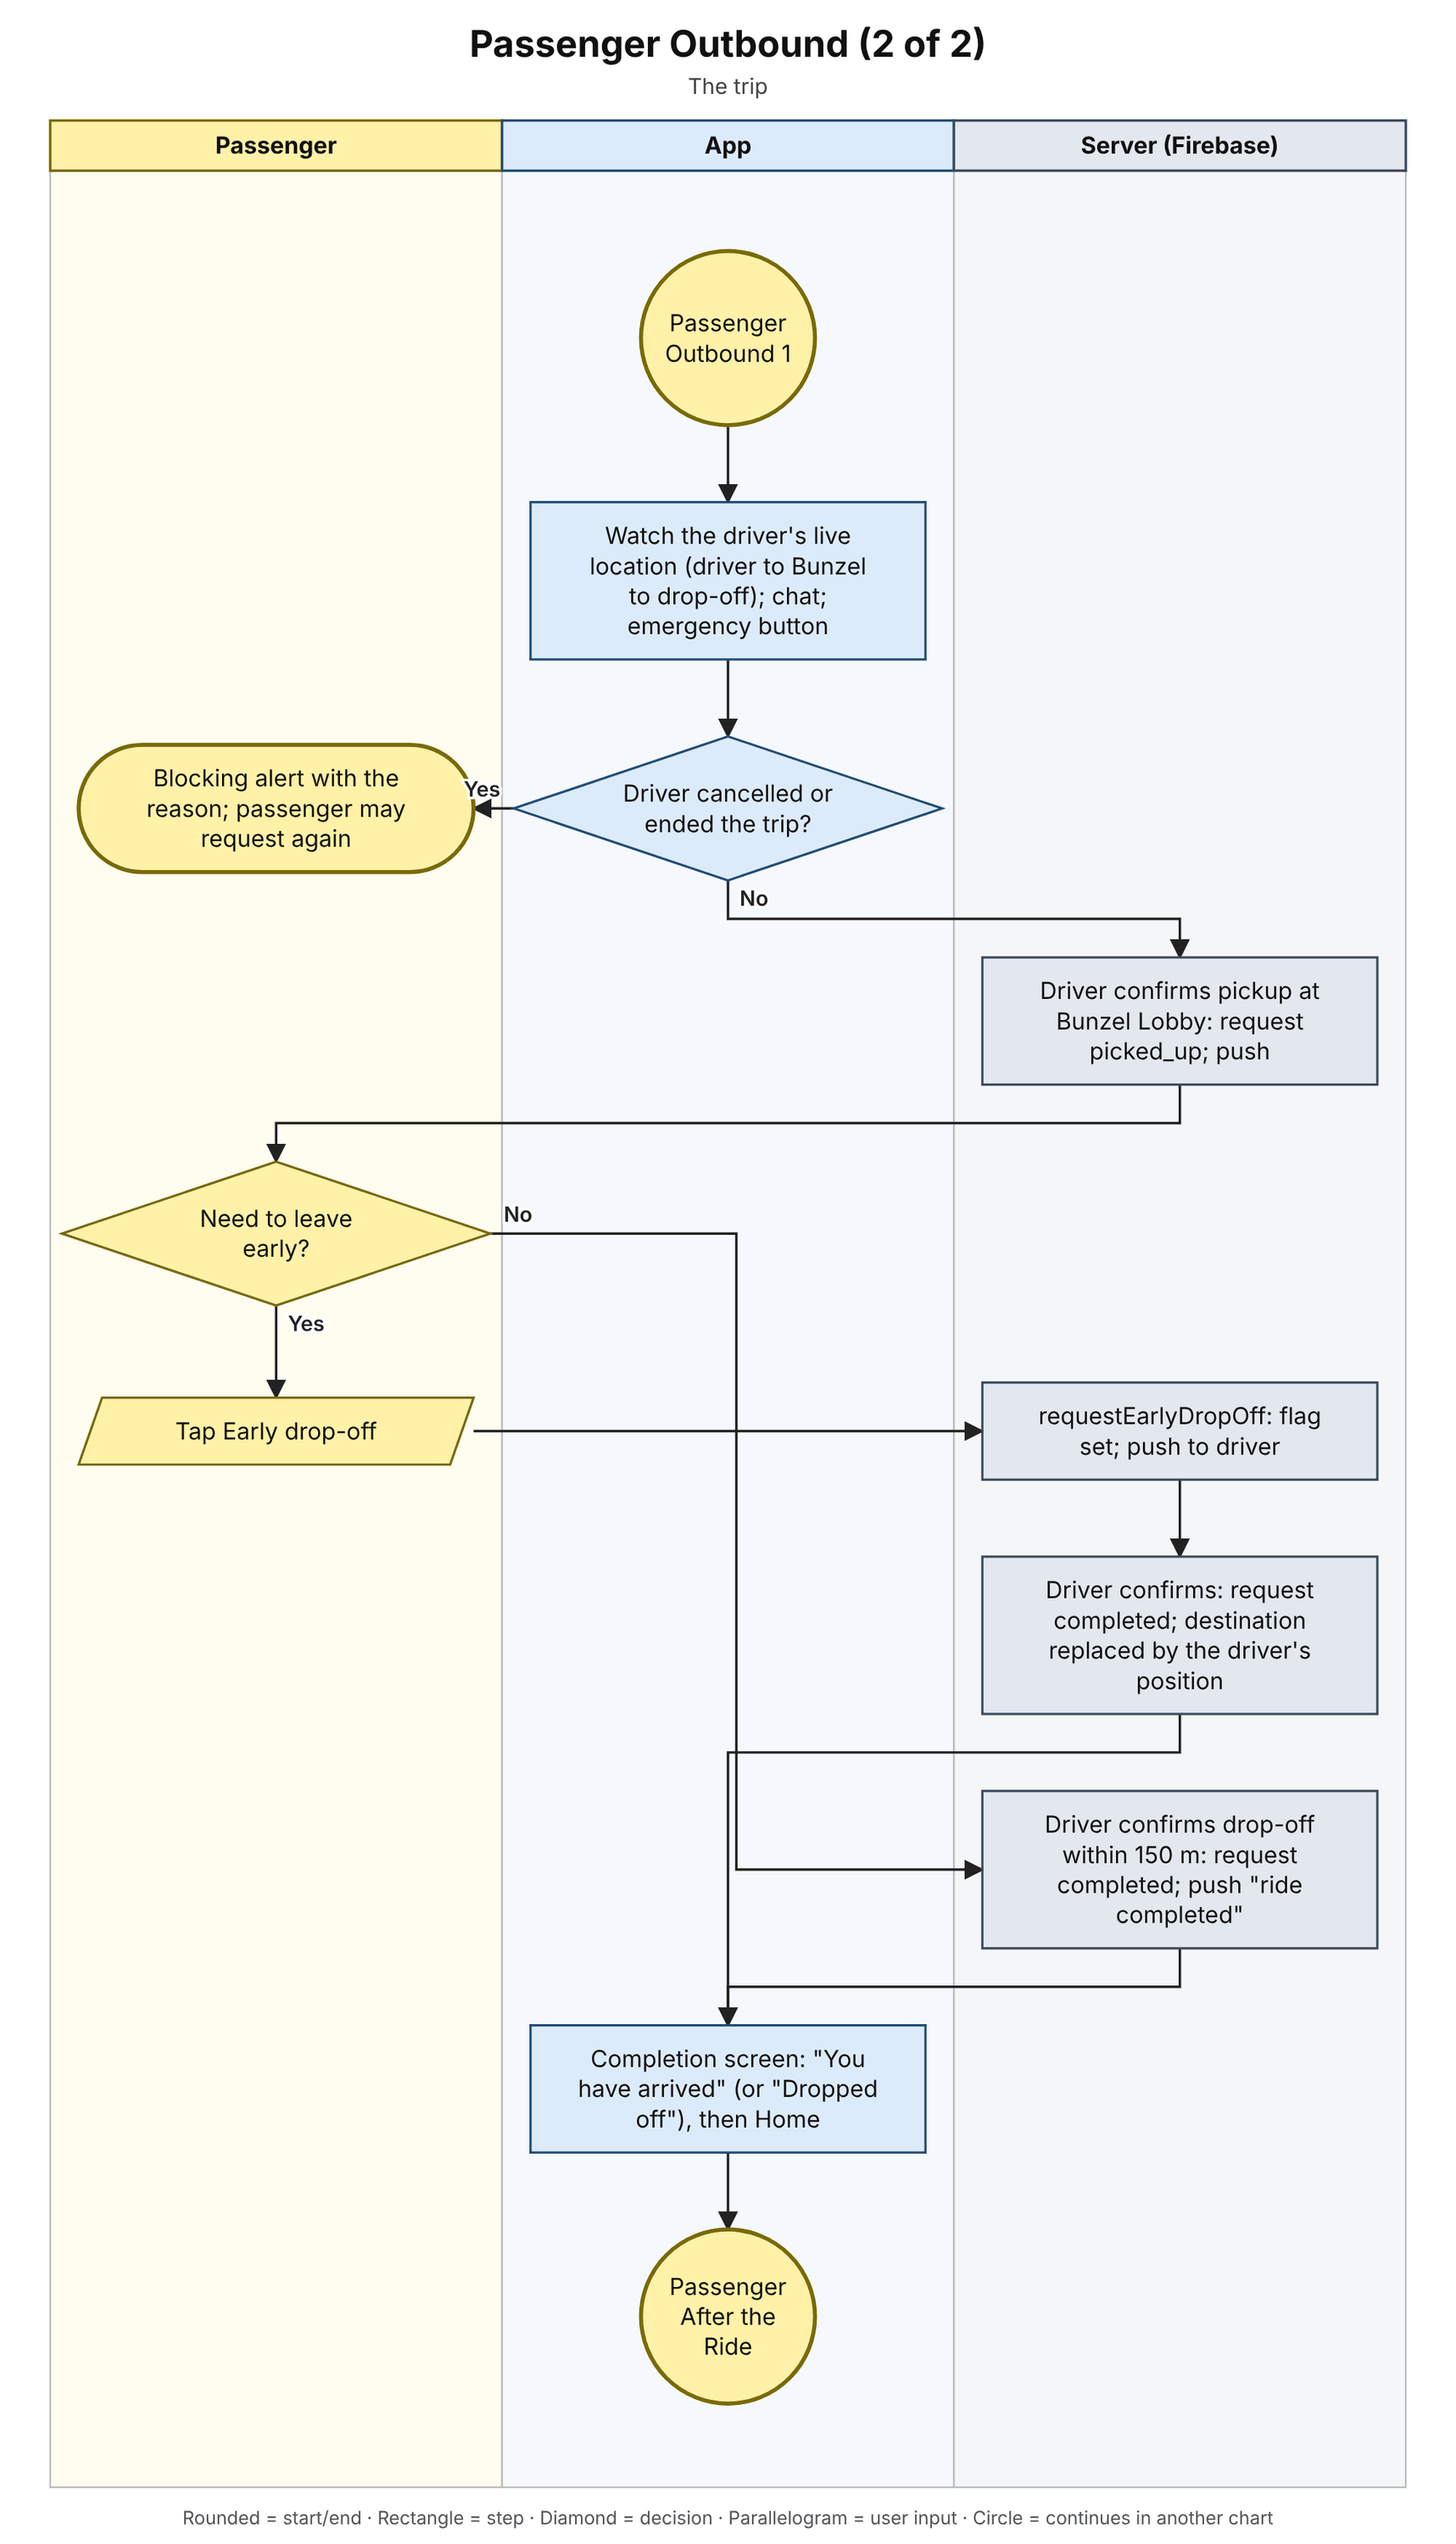 Passenger Outbound (2 of 2)
The trip
Passenger
App
Server (Firebase)
Passenger
Outbound 1
Watch the driver's live
location (driver to Bunzel
to drop-off); chat;
emergency button
Blocking alert with the
reason; passenger may
request again
Yes
Driver cancelled or
ended the trip?
No
Driver confirms pickup at
Bunzel Lobby: request
picked_up; push
Need to leave
early?
No
Yes
Tap Early drop-off
requestEarlyDropOff: flag
set; push to driver
Driver confirms: request
completed; destination
replaced by the driver's
position
Driver confirms drop-off
within 150 m: request
completed; push "ride
completed"
Completion screen: "You
have arrived" (or "Dropped
off"), then Home
Passenger
After the
Ride
Rounded = start/end · Rectangle = step · Diamond = decision · Parallelogram = user input · Circle = continues in another chart